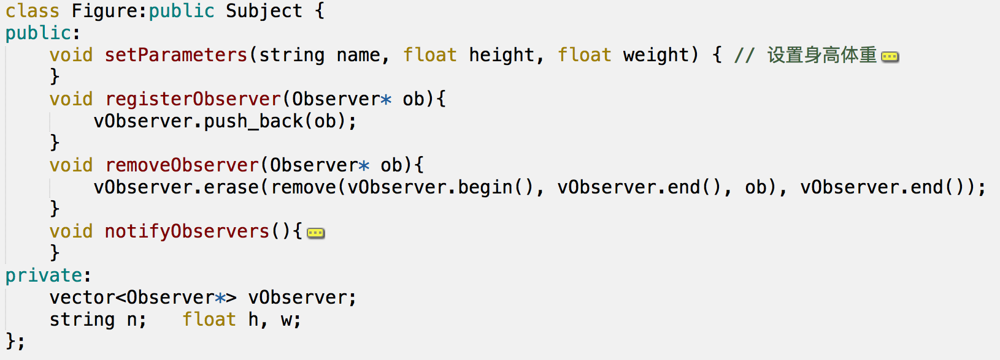 class Figure:public Subject {
public:
    void setParameters(string name, float height, float weight) { // 设置身高体重
    }
    void registerObserver(Observer* ob){
        vObserver.push_back(ob);
    }
    void removeObserver(Observer* ob){
        vObserver.erase(remove(vObserver.begin(), vObserver.end(), ob), vObserver.end());
    }
    void notifyObservers(){
    }
private:
    vector<Observer*> vObserver;
    string n;   float h, w;
};